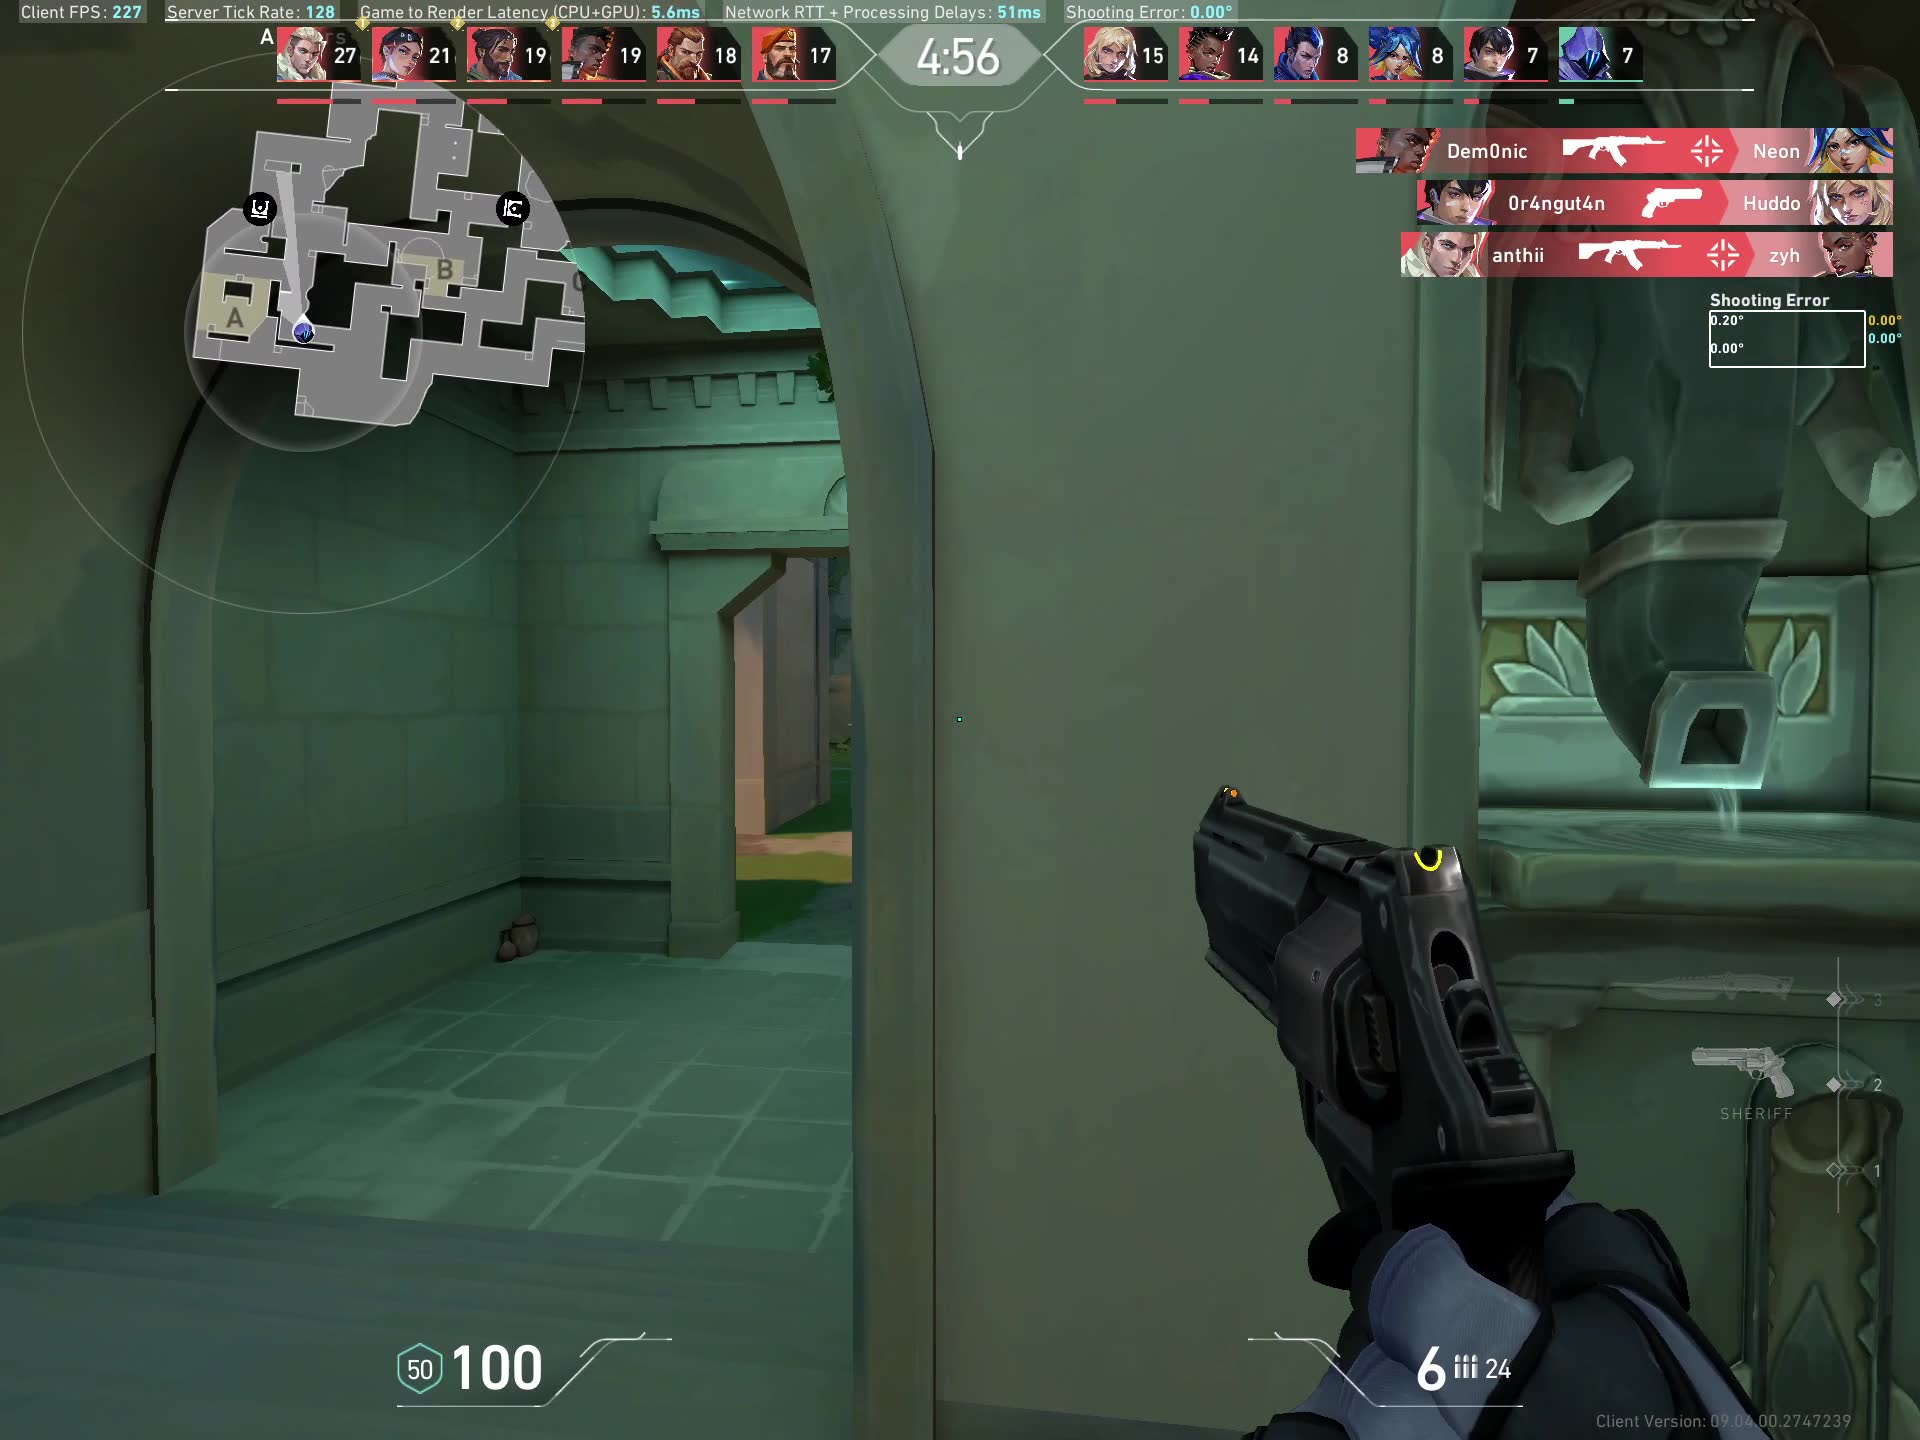 Client FPS: 227 Server Tick Rate: 128 Game to Render Latency (CPU+GPU): 5.6ms Network RTT + Processing Delays: 51ms Shooting Error: 0.00°
27 21 19 19 18 17 4:56 15 14 8 8 7 7
Dem0nic Neon
0r4ngut4n Huddo
anthii zyh
A B C
Shooting Error
0.20° 0.00°
0.00° 0.00°
3
2
SHERIFF
1
50 100
6 24
Client Version: 09.04.00.2747239